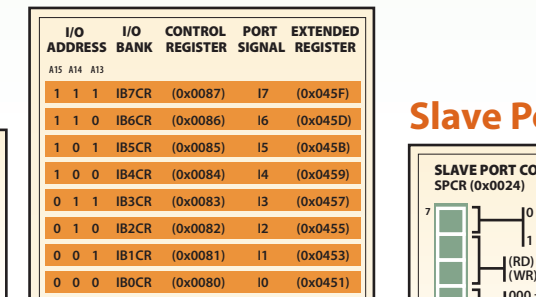 I/O I/O CONTROL PORT EXTENDED
ADDRESS BANK REGISTER SIGNAL REGISTER
A15 A14 A13
1 1 1 IB7CR (0x0087) I7 (0x045F)
1 1 0 IB6CR (0x0086) I6 (0x045D)
1 0 1 IB5CR (0x0085) I5 (0x045B)
1 0 0 IB4CR (0x0084) I4 (0x0459)
0 1 1 IB3CR (0x0083) I3 (0x0457)
0 1 0 IB2CR (0x0082) I2 (0x0455)
0 0 1 IB1CR (0x0081) I1 (0x0453)
0 0 0 IB0CR (0x0080) I0 (0x0451)
Slave Po
SLAVE PORT CO
SPCR (0x0024)
7
0
1
(RD)
(WR)
000